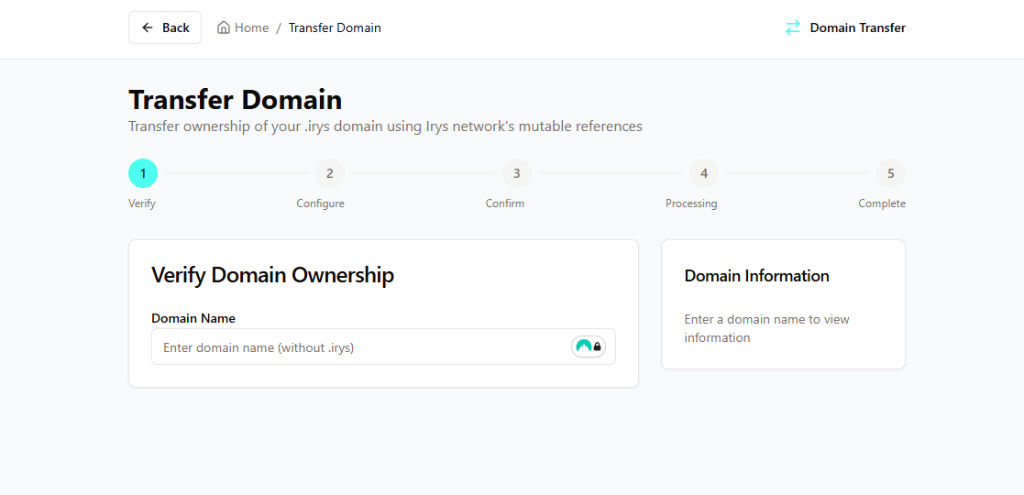 Back
Home / Transfer Domain
Domain Transfer
Transfer Domain
Transfer ownership of your .irys domain using Irys network's mutable references
1 2 3 4 5
Verify Configure Confirm Processing Complete
Verify Domain Ownership
Domain Name
Enter domain name (without .irys)
Domain Information
Enter a domain name to view
information